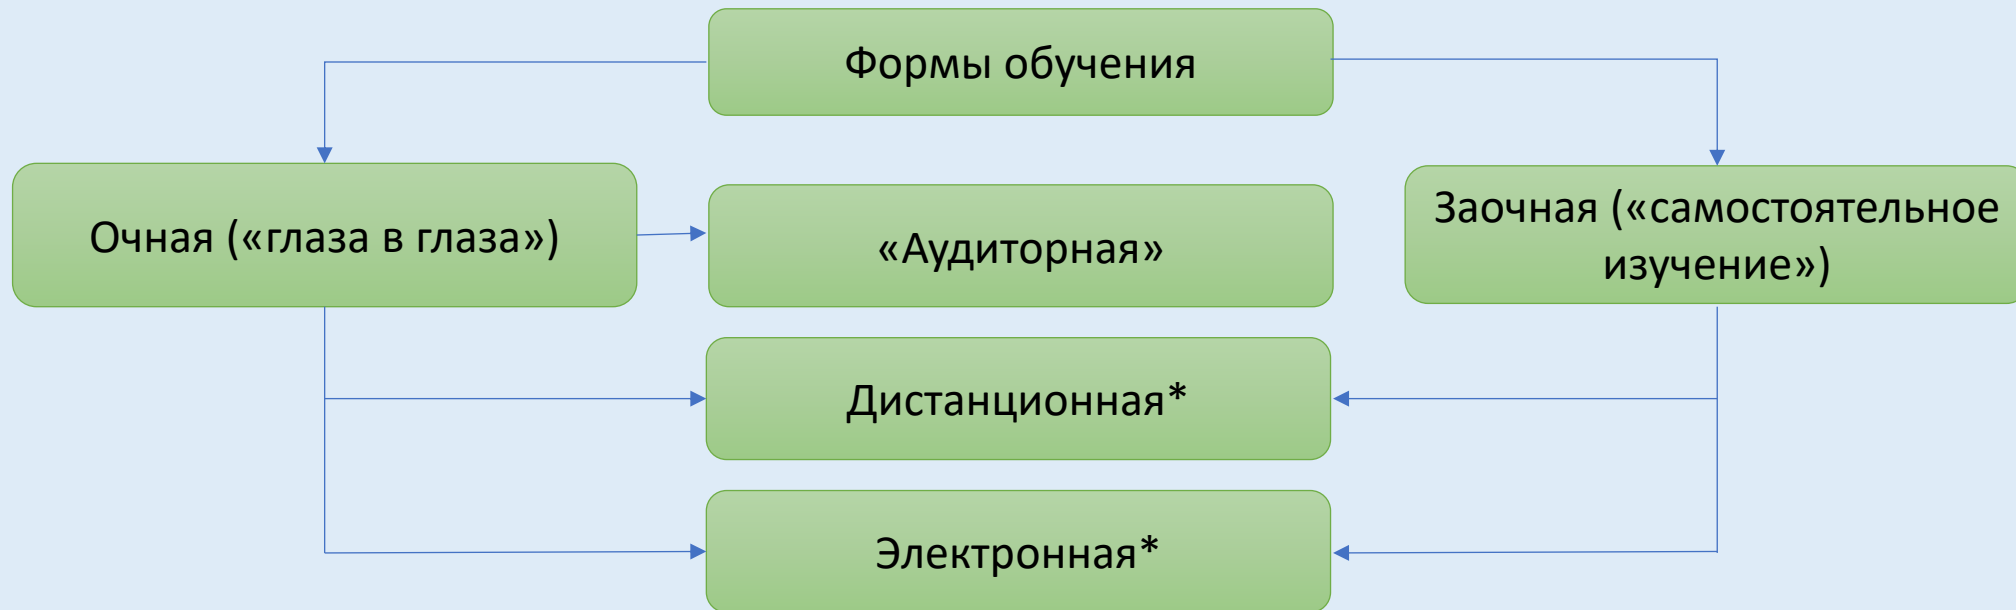 Формы обучения
Очная («глаза в глаза»)
«Аудиторная»
Заочная («самостоятельное
изучение»)
Дистанционная*
Электронная*